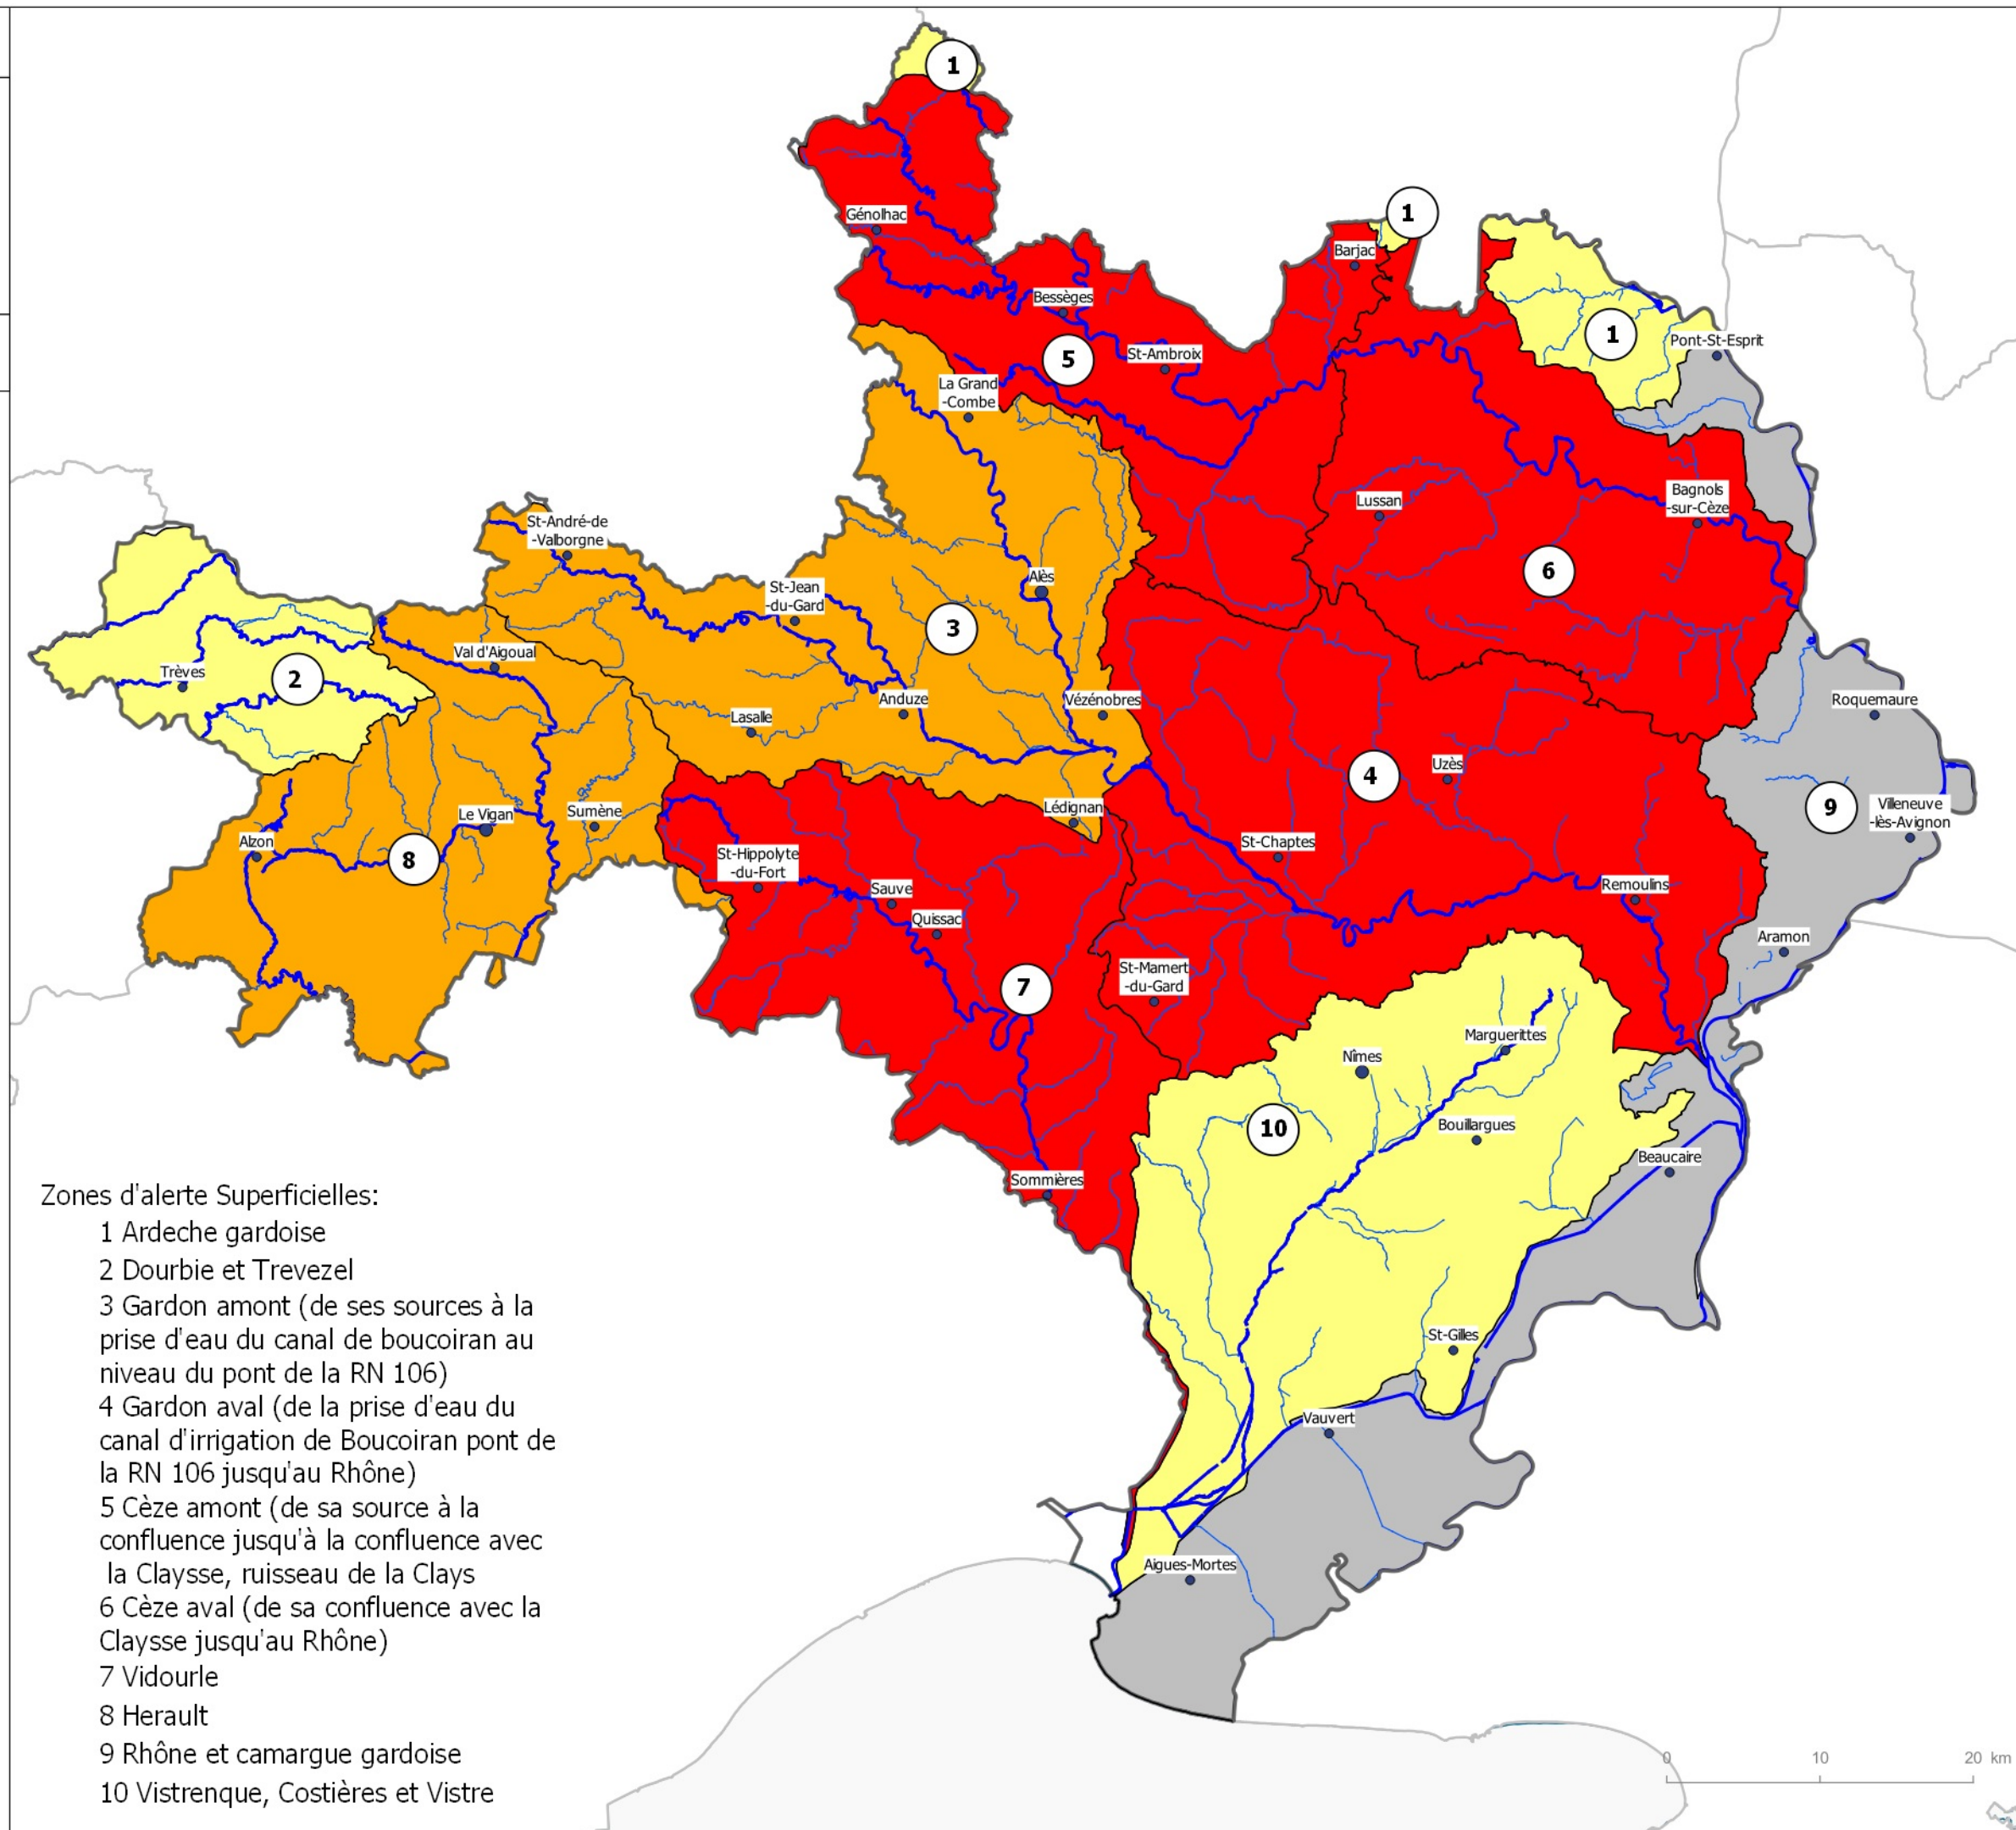 1
1
Génolhac
Barjac
Bessèges
1
Pont-St-Esprit
5
St-Ambroix
La Grand
-Combe
Bagnols
-sur-Cèze
Lussan
St-André-de
-Valborgne
6
Alès
St-Jean
-du-Gard
3
Val d'Aigoual
Trèves
2
Anduze
Vézénobres
Roquemaure
Lasalle
Uzès
4
9
Villeneuve
-lès-Avignon
Lédignan
Le Vigan
Sumène
Alzon
8
St-Chaptes
St-Hippolyte
-du-Fort
Sauve
Remoulins
Quissac
Aramon
St-Mamert
-du-Gard
7
Marguerittes
Nîmes
10
Bouillargues
Beaucaire
Sommières
St-Gilles
Vauvert
Aigues-Mortes
Zones d'alerte Superficielles:
1 Ardeche gardoise
2 Dourbie et Trevezel
3 Gardon amont (de ses sources à la
prise d'eau du canal de boucoiran au
niveau du pont de la RN 106)
4 Gardon aval (de la prise d'eau du
canal d'irrigation de Boucoiran pont de
la RN 106 jusqu'au Rhône)
5 Cèze amont (de sa source à la
confluence jusqu'à la confluence avec
la Claysse, ruisseau de la Clays
6 Cèze aval (de sa confluence avec la
Claysse jusqu'au Rhône)
7 Vidourle
8 Herault
9 Rhône et camargue gardoise
10 Vistrenque, Costières et Vistre
0 10 20 km